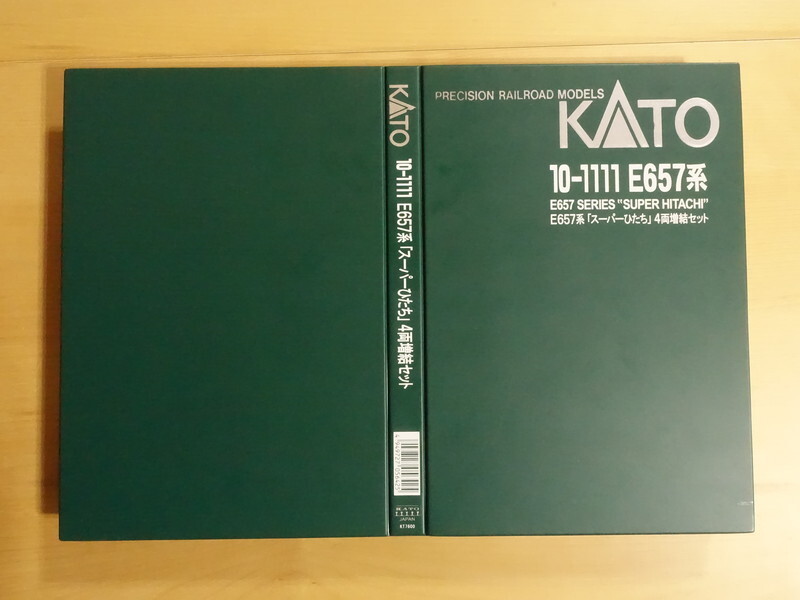 PRECISION RAILROAD MODELS
KATO
10-1111 E657系
E657 SERIES "SUPER HITACHI"
E657系「スーパーひたち」4両増結セット
KATO
10-1111 E657系「スーパーひたち」4両増結セット
KATO
JAPAN